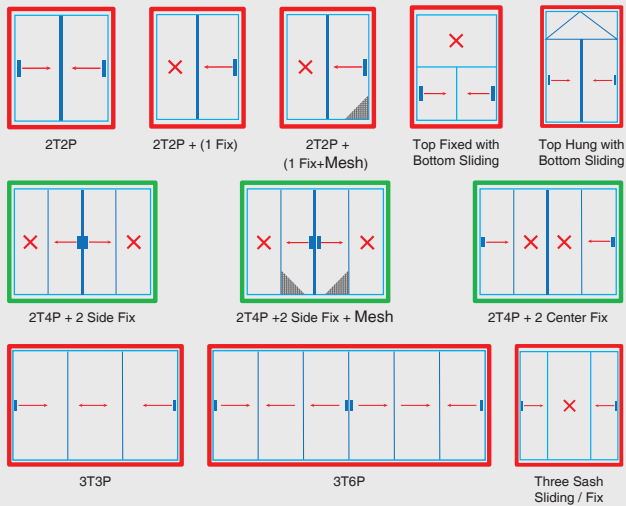 2T2P
2T2P + (1 Fix)
2T2P +
(1 Fix+Mesh)
Top Fixed with
Bottom Sliding
Top Hung with
Bottom Sliding
2T4P + 2 Side Fix
2T4P +2 Side Fix + Mesh
2T4P + 2 Center Fix
3T3P
3T6P
Three Sash
Sliding / Fix